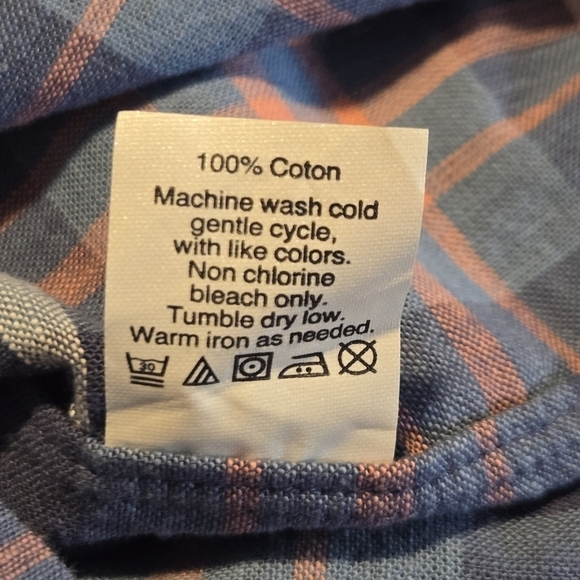 100% Coton
Machine wash cold
gentle cycle,
with like colors.
Non chlorine
bleach only.
Tumble dry low.
Warm iron as needed.
30